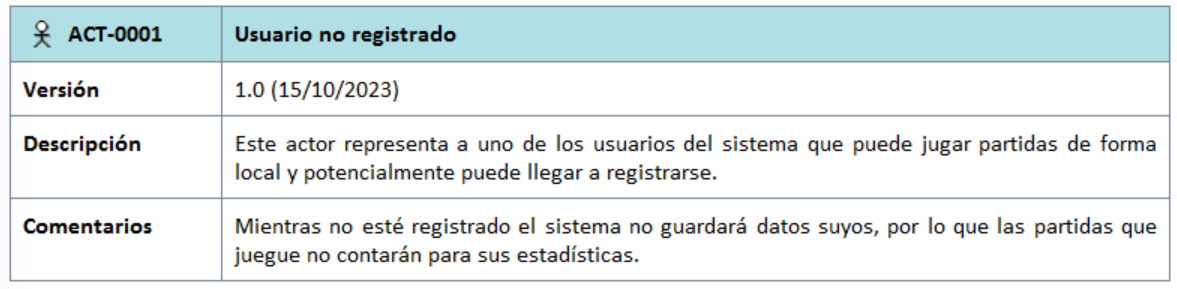 ACT-0001 Usuario no registrado
Versión 1.0 (15/10/2023)
Descripción Este actor representa a uno de los usuarios del sistema que puede jugar partidas de forma
local y potencialmente puede llegar a registrarse.
Comentarios Mientras no esté registrado el sistema no guardará datos suyos, por lo que las partidas que
juegue no contarán para sus estadísticas.